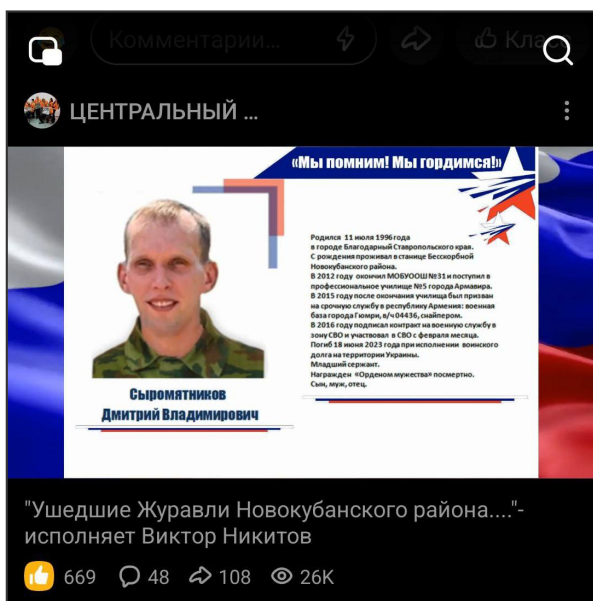 Комментарии...
Класс
ЦЕНТРАЛЬНЫЙ ...
«Мы помним! Мы гордимся!»
Родился 11 июля 1996 года
в городе Благодарный Ставропольского края.
С рождения проживал в станице Бесскорбной
Новокубанского района.
В 2012 году окончил МОБУООШ№31 и поступил в
профессиональное училище №5 города Армавира.
В 2015 году после окончания училища был призван
на срочную службу в республику Армения: военная
база города Гюмри, в/ч 04436, снайпером.
В 2016 году подписал контракт на военную службу в
зону СВО и участвовал в СВО с февраля месяца.
Погиб 18 июня 2023 года при исполнении воинского
долга на территории Украины.
Младший сержант.
Награжден «Орденом мужества» посмертно.
Сын, муж, отец.
Сыромятников
Дмитрий Владимирович
"Ушедшие Журавли Новокубанского района...."-
исполняет Виктор Никитов
669 48 108 26K